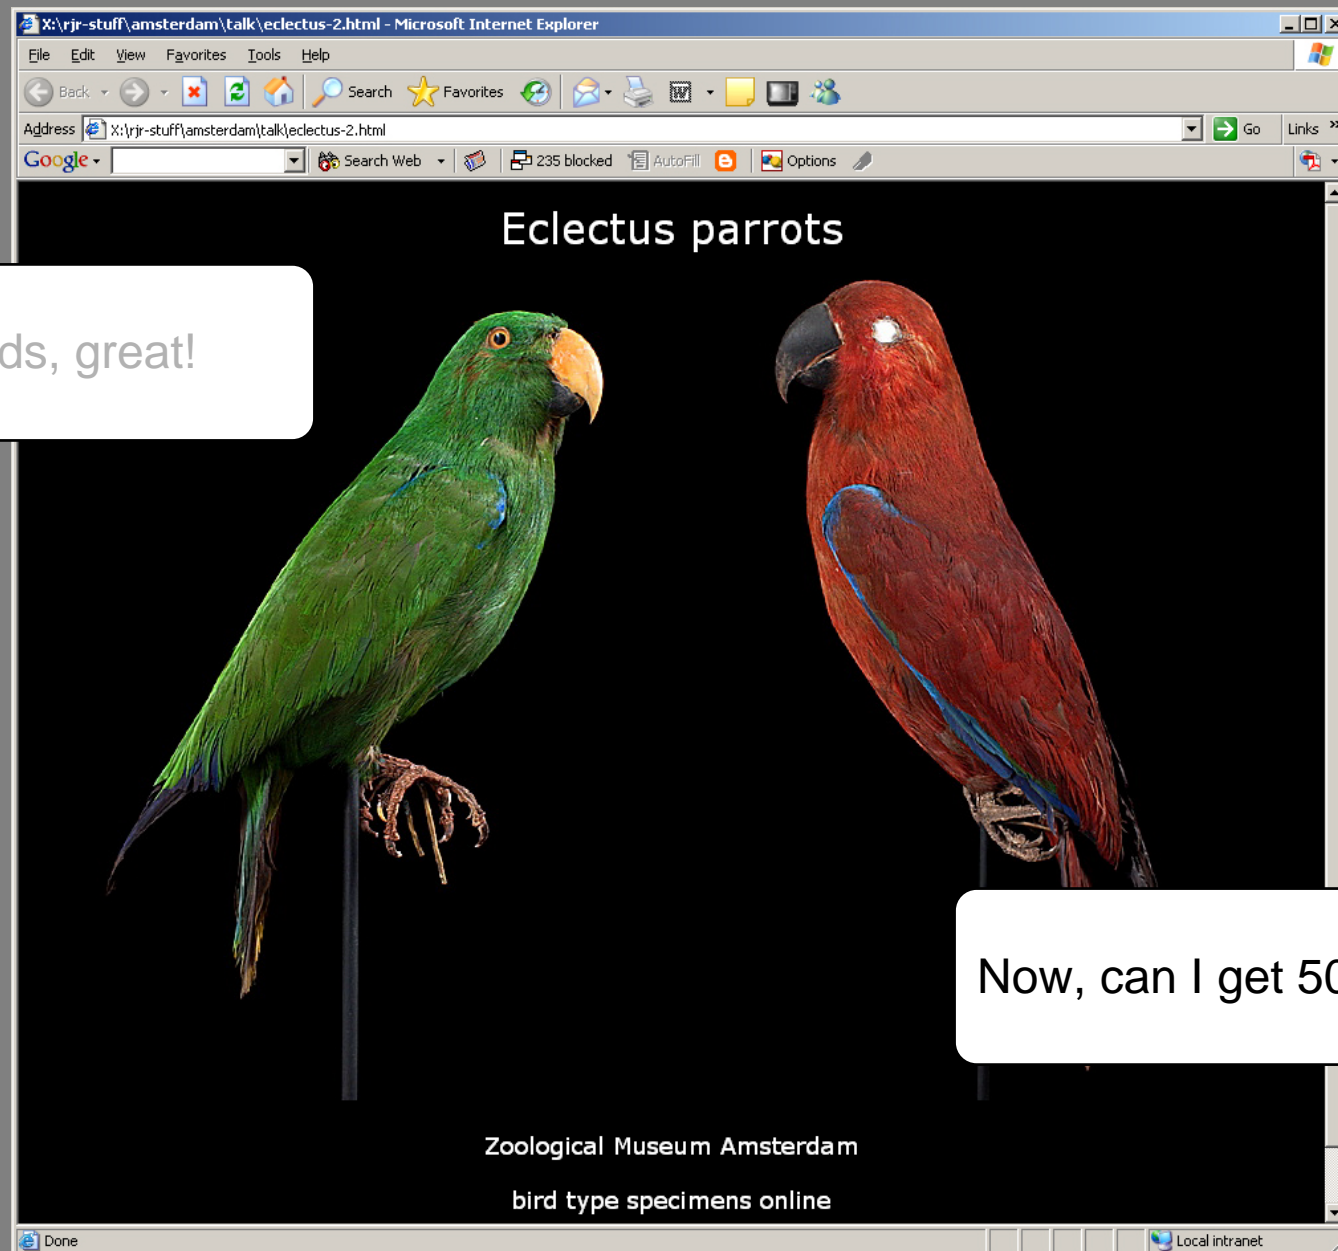 X:\rjr-stuff\amsterdam\talk\eclectus-2.html - Microsoft Internet Explorer
File Edit View Favorites Tools Help
Back Search Favorites
Address X:\rjr-stuff\amsterdam\talk\eclectus-2.html Go Links »
Google Search Web 235 blocked AutoFill Options
Eclectus parrots
great!
Now, can I get
Zoological Museum Amsterdam
bird type specimens online
Done Local intranet